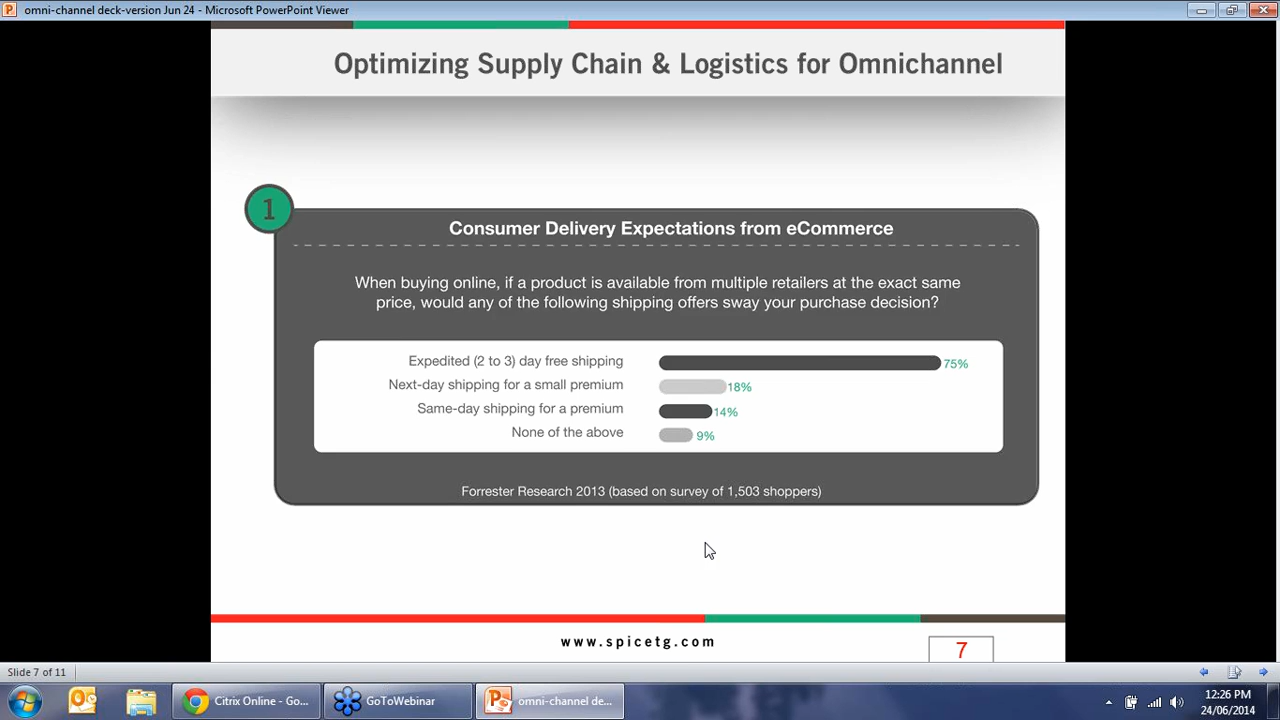 omni-channel deck-version Jun 24 - Microsoft PowerPoint Viewer
Optimizing Supply Chain & Logistics for Omnichannel
1
Consumer Delivery Expectations from eCommerce
When buying online, if a product is available from multiple retailers at the exact same
price, would any of the following shipping offers sway your purchase decision?
Expedited (2 to 3) day free shipping 75%
Next-day shipping for a small premium 18%
Same-day shipping for a premium 14%
None of the above 9%
Forrester Research 2013 (based on survey of 1,503 shoppers)
www.spicetg.com
7
Slide 7 of 11
Citrix Online - Go...
GoToWebinar
omni-channel de...
12:26 PM
24/06/2014